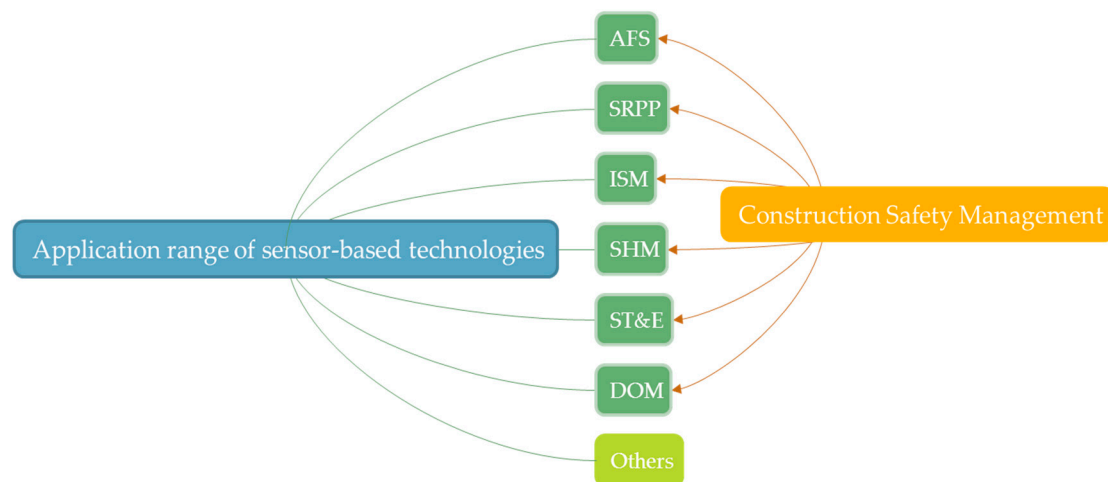 AFS
SRPP
ISM
Construction Safety Management
Application range of sensor-based technologies
SHM
ST&E
DOM
Others